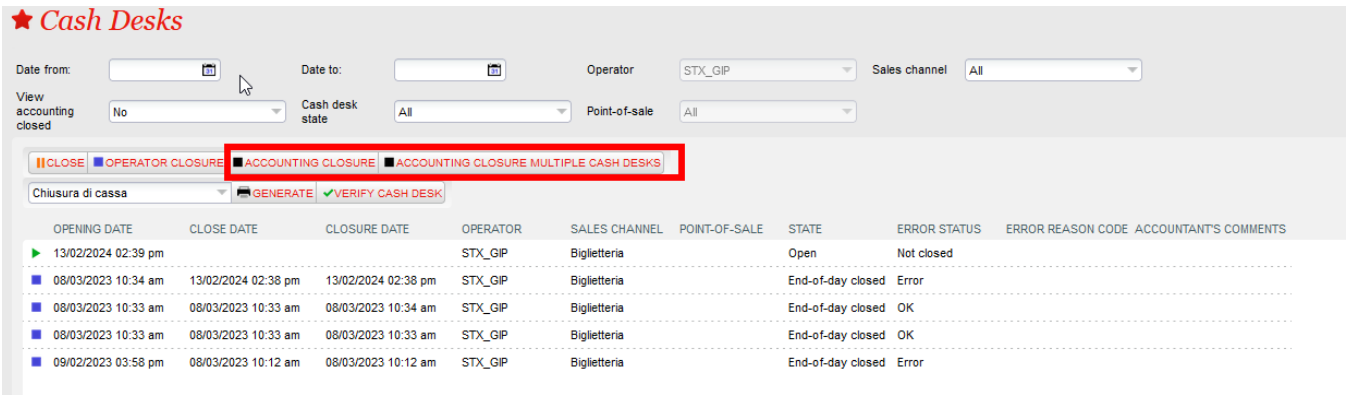 Cash Desks
Date from: 31 Date to: 31 Operator STX_GIP Sales channel All
View accounting closed No Cash desk state All Point-of-sale All
CLOSE OPERATOR CLOSURE ACCOUNTING CLOSURE ACCOUNTING CLOSURE MULTIPLE CASH DESKS
Chiusura di cassa GENERATE VERIFY CASH DESK
OPENING DATE CLOSE DATE CLOSURE DATE OPERATOR SALES CHANNEL POINT-OF-SALE STATE ERROR STATUS ERROR REASON CODE ACCOUNTANT'S COMMENTS
13/02/2024 02:39 pm STX_GIP Biglietteria Open Not closed
08/03/2023 10:34 am 13/02/2024 02:38 pm 13/02/2024 02:38 pm STX_GIP Biglietteria End-of-day closed Error
08/03/2023 10:33 am 08/03/2023 10:33 am 08/03/2023 10:34 am STX_GIP Biglietteria End-of-day closed OK
08/03/2023 10:33 am 08/03/2023 10:33 am 08/03/2023 10:33 am STX_GIP Biglietteria End-of-day closed OK
09/02/2023 03:58 pm 08/03/2023 10:12 am 08/03/2023 10:12 am STX_GIP Biglietteria End-of-day closed Error